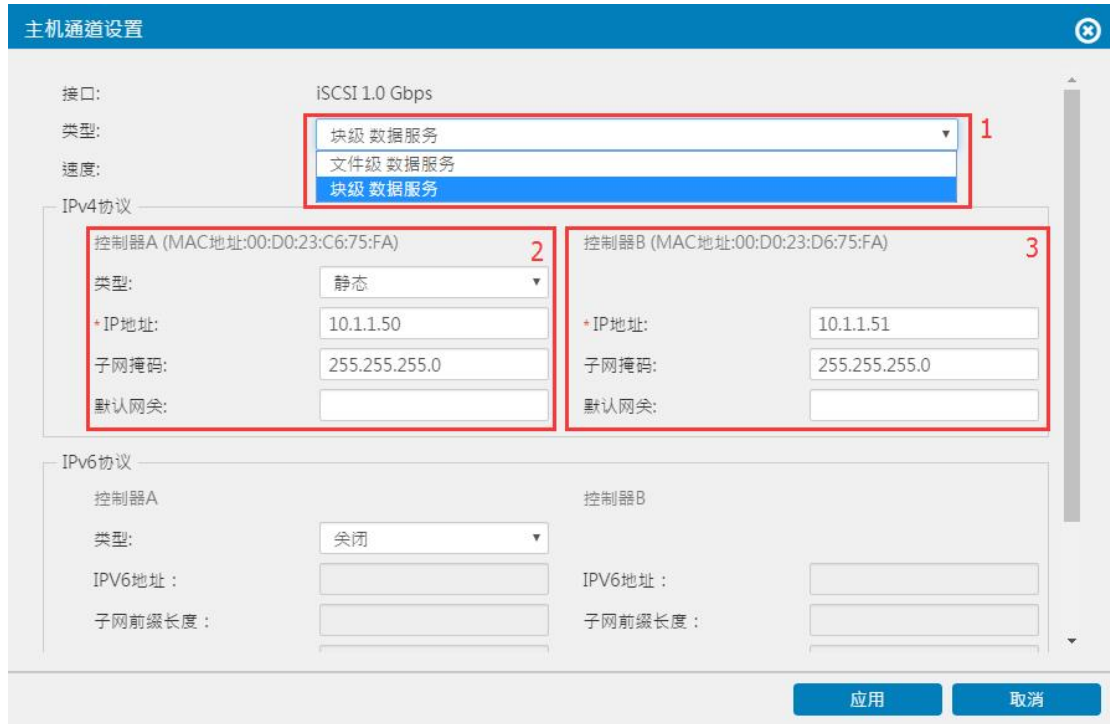 主机通道设置
接口: iSCSI 1.0 Gbps
类型: 块级 数据服务 1
文件级 数据服务
速度: 块级 数据服务
IPv4协议
控制器A (MAC地址:00:D0:23:C6:75:FA) 2 控制器B (MAC地址:00:D0:23:D6:75:FA) 3
类型: 静态
*IP地址: 10.1.1.50 *IP地址: 10.1.1.51
子网掩码: 255.255.255.0 子网掩码: 255.255.255.0
默认网关: 默认网关:
IPv6协议
控制器A 控制器B
类型: 关闭
IPV6地址： IPV6地址：
子网前缀长度： 子网前缀长度：
应用 取消